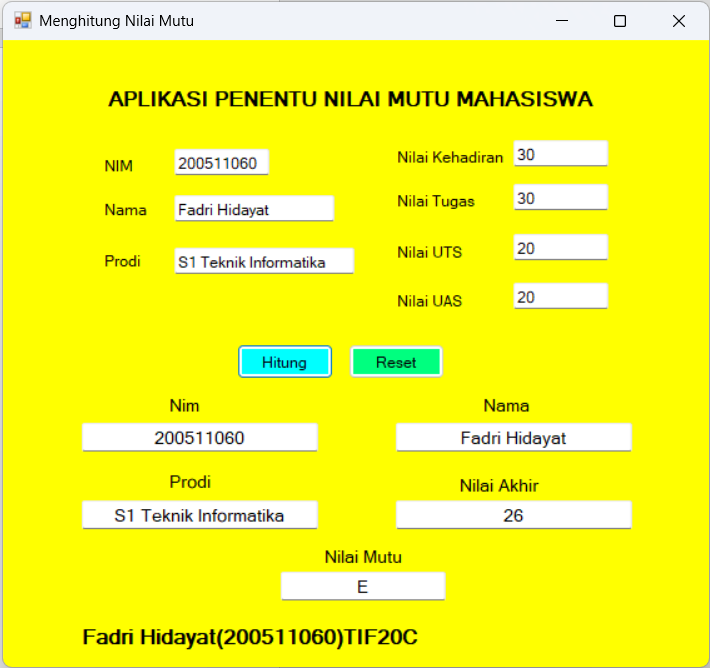 Menghitung Nilai Mutu
APLIKASI PENENTU NILAI MUTU MAHASISWA
NIM 200511060
Nama Fadri Hidayat
Prodi S1 Teknik Informatika
Nilai Kehadiran 30
Nilai Tugas 30
Nilai UTS 20
Nilai UAS 20
Hitung Reset
Nim Nama
200511060 Fadri Hidayat
Prodi Nilai Akhir
S1 Teknik Informatika 26
Nilai Mutu
E
Fadri Hidayat(200511060)TIF20C